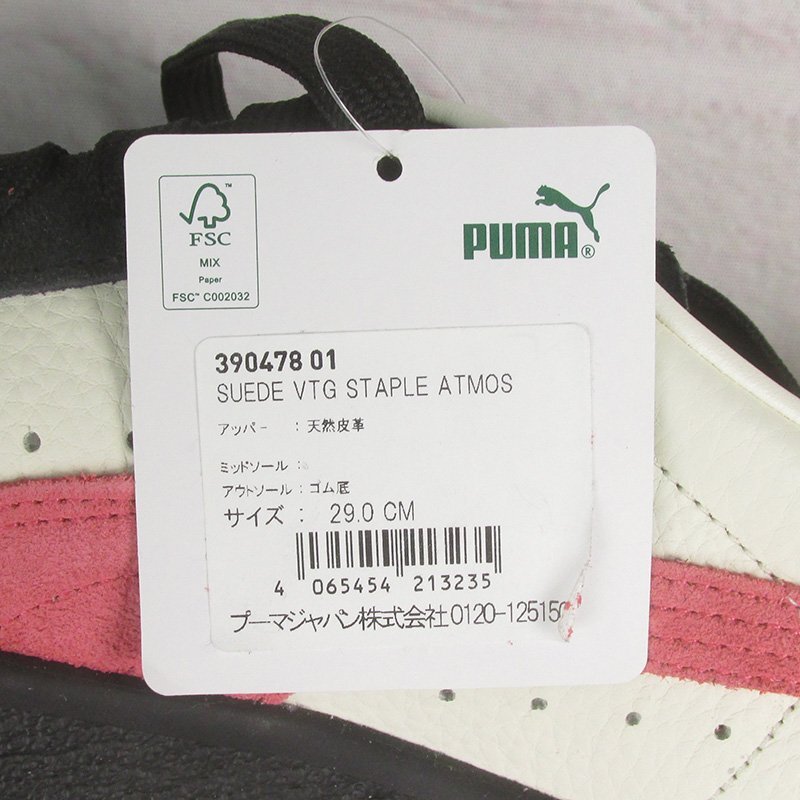 FSC
MIX
Paper
FSC™ C002032
PUMA®
390478 01
SUEDE VTG STAPLE ATMOS
アッパー : 天然皮革
ミッドソール :
アウトソール : ゴム底
サイズ : 29.0 CM
4 065454 213235
プーマジャパン株式会社0120-125150